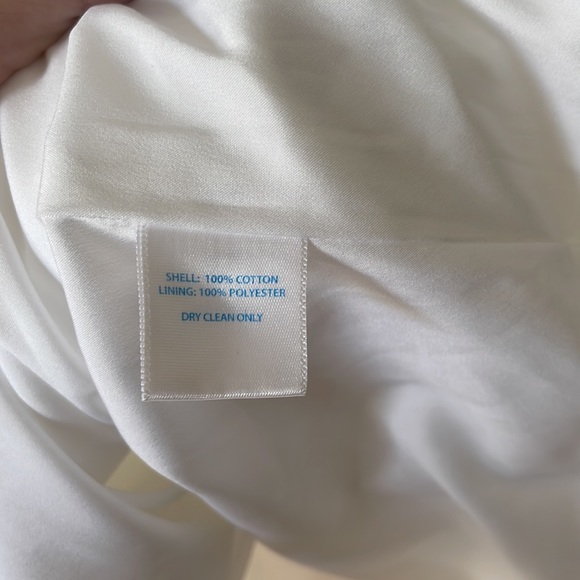 SHELL: 100% COTTON
LINING: 100% POLYESTER
DRY CLEAN ONLY